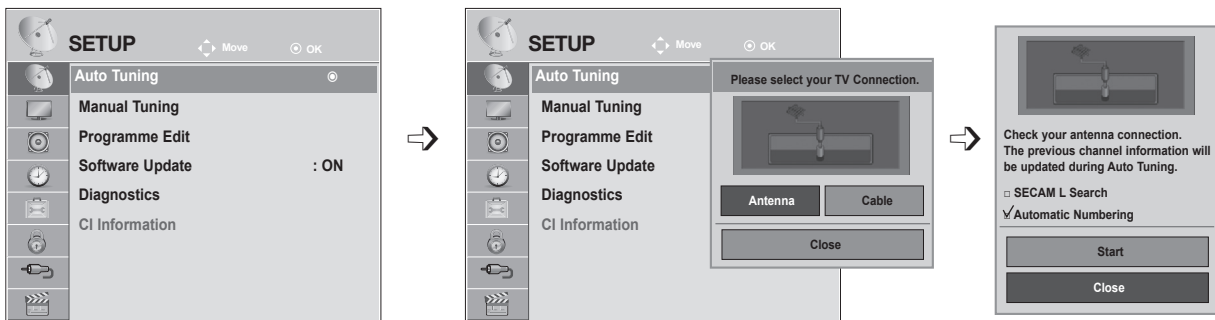 SETUP
Move
OK
Auto Tuning
Manual Tuning
Programme Edit
Software Update : ON
Diagnostics
CI Information
SETUP
Move
OK
Auto Tuning
Manual Tuning
Programme Edit
Software Update
Diagnostics
CI Information
Please select your TV Connection.
Antenna
Cable
Close
Check your antenna connection.
The previous channel information will
be updated during Auto Tuning.
SECAM L Search
Automatic Numbering
Start
Close